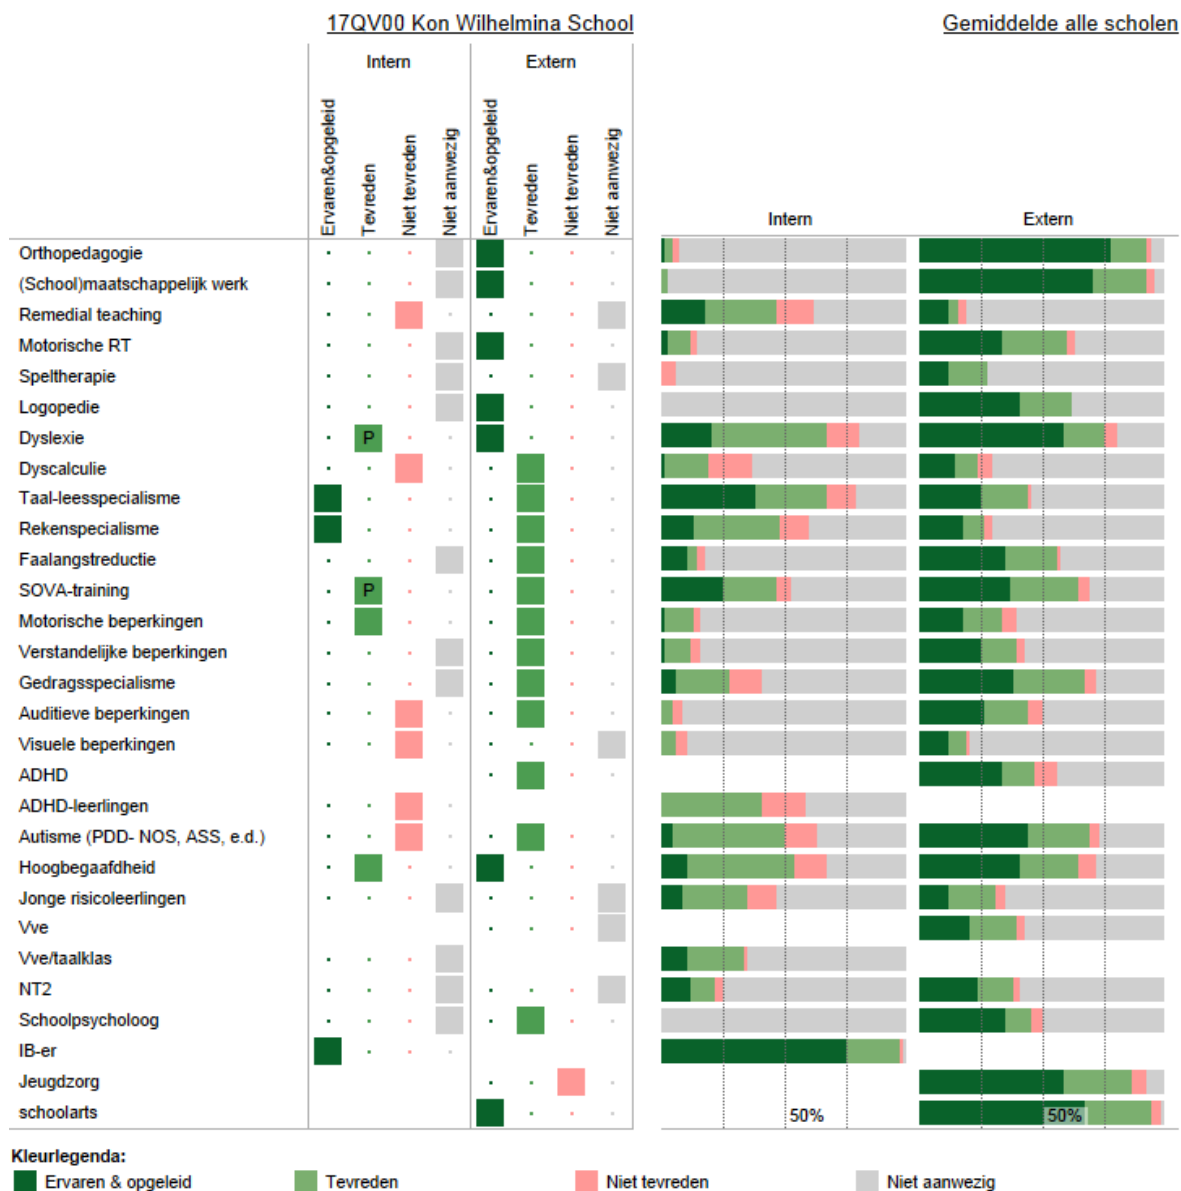 17QV00 Kon Wilhelmina School
Gemiddelde alle scholen
Intern
Extern
Ervaren&opgeleid
Tevreden
Niet tevreden
Niet aanwezig
Ervaren&opgeleid
Tevreden
Niet tevreden
Niet aanwezig
Intern
Extern
Orthopedagogie
(School)maatschappelijk werk
Remedial teaching
Motorische RT
Speltherapie
Logopedie
Dyslexie P
Dyscalculie
Taal-leesspecialisme
Rekenspecialisme
Faalangstreductie
SOVA-training P
Motorische beperkingen
Verstandelijke beperkingen
Gedragsspecialisme
Auditieve beperkingen
Visuele beperkingen
ADHD
ADHD-leerlingen
Autisme (PDD- NOS, ASS, e.d.)
Hoogbegaafdheid
Jonge risicoleerlingen
Vve
Vve/taalklas
NT2
Schoolpsycholoog
IB-er
Jeugdzorg
schoolarts
50%
50%
Kleurlegenda:
Ervaren & opgeleid
Tevreden
Niet tevreden
Niet aanwezig